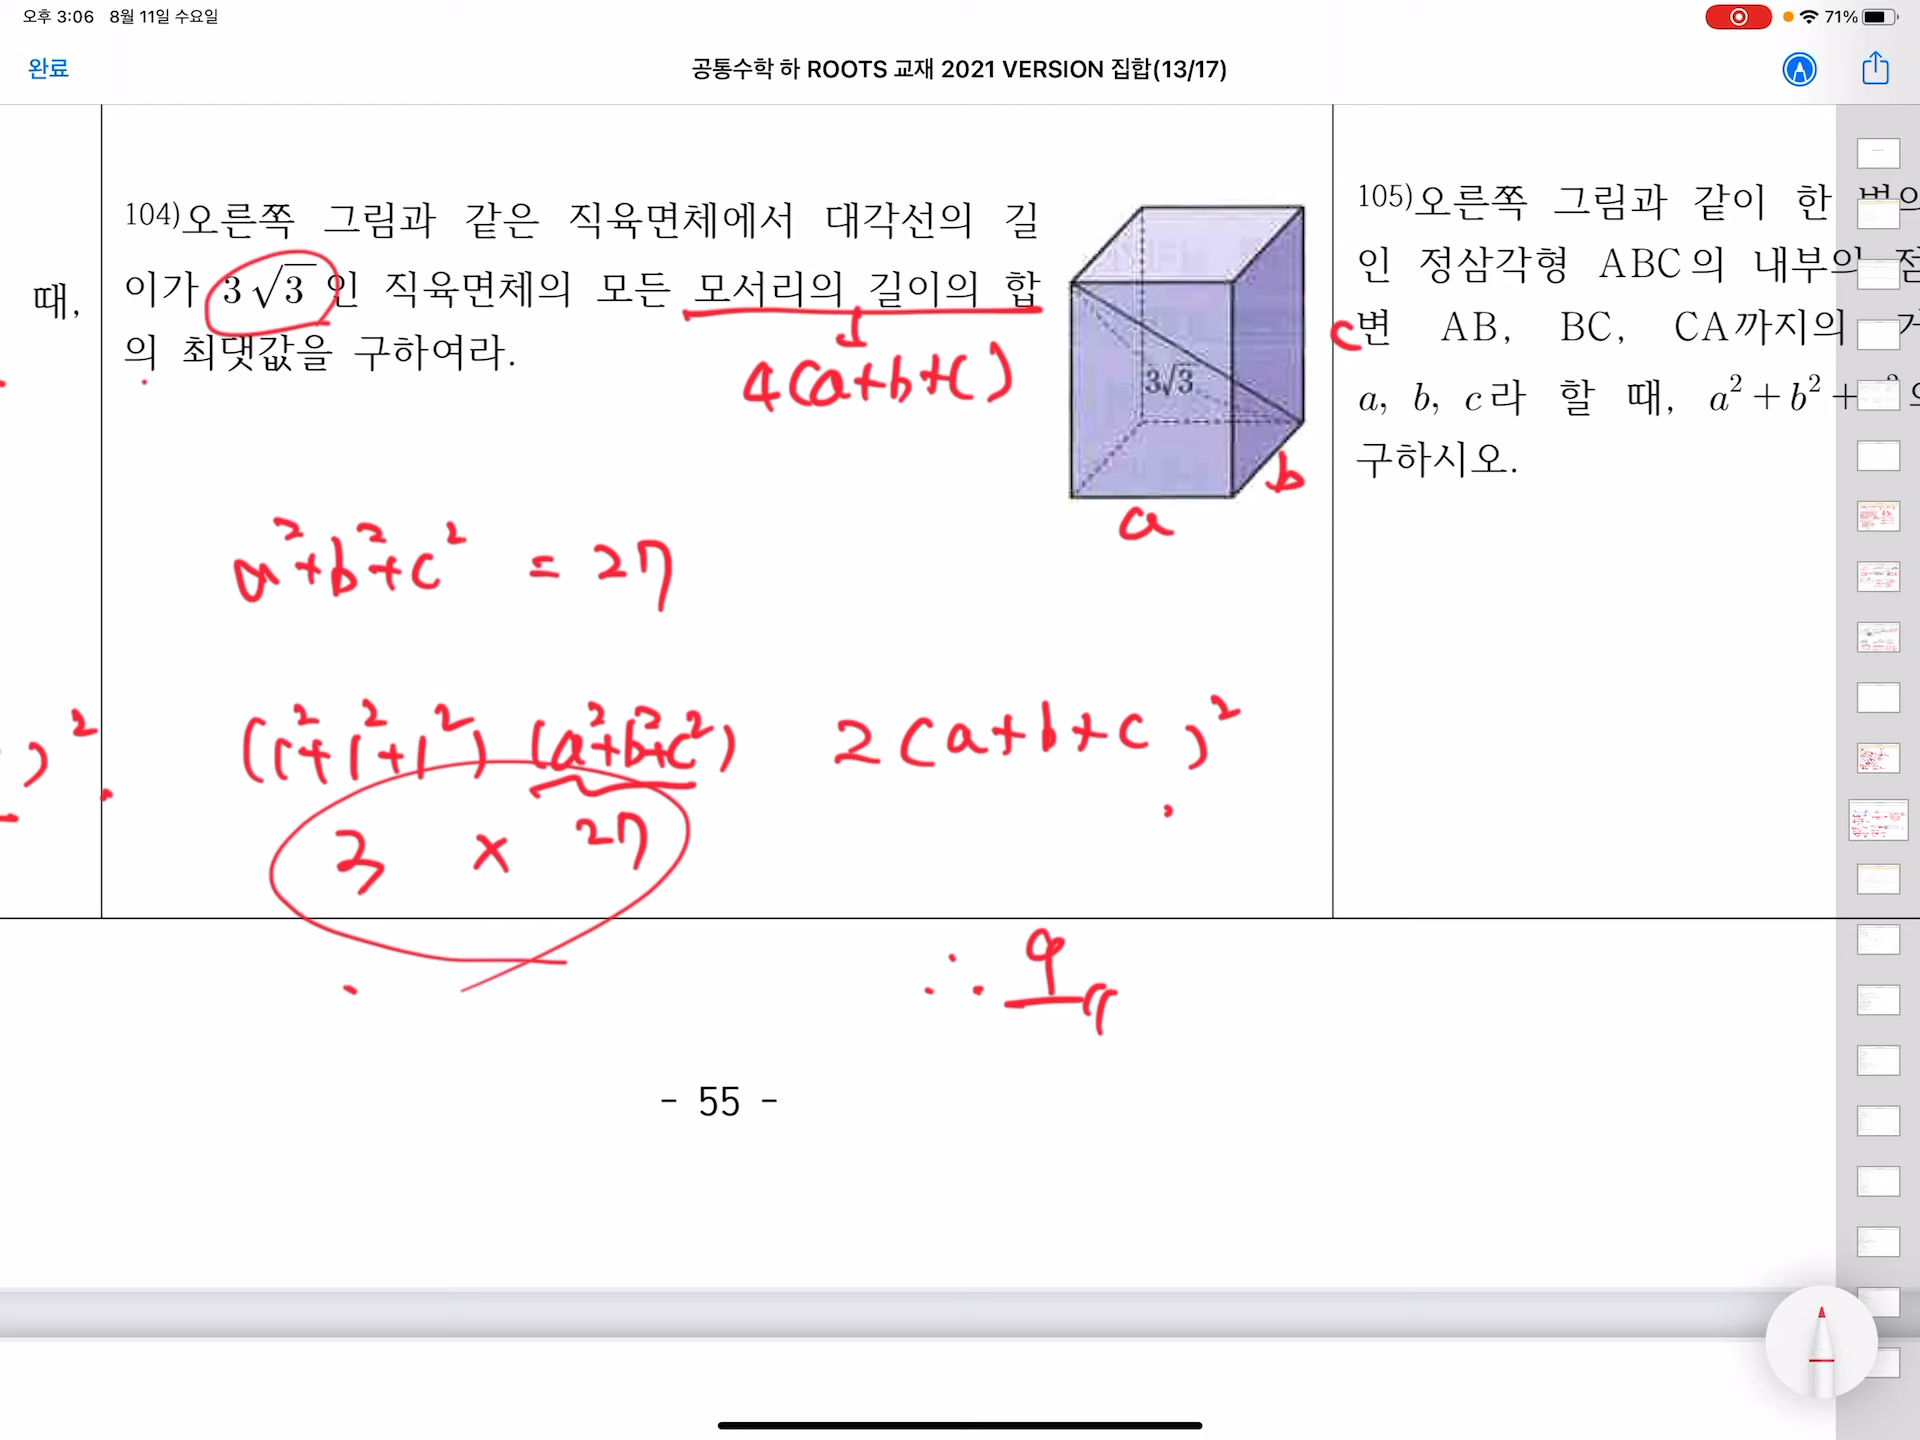 오후 3:06 8월 11일 수요일
71%
완료
공통수학 하 ROOTS 교재 2021 VERSION 집합(13/17)
때,
104)오른쪽 그림과 같은 직육면체에서 대각선의 길
이가 3√3인 직육면체의 모든 모서리의 길이의 합
의 최댓값을 구하여라.
4(a+b+c)
3√3
c
b
a
a²+b²+c² = 27
(1²+1²+1²)(a²+b²+c²) ≥(a+b+c)²
)²
3 × 27
∴ 9
105)오른쪽 그림과 같이 한 변의
인 정삼각형 ABC의 내부의 점
변 AB, BC, CA까지의
a, b, c라 할 때, a²+b²+
구하시오.
- 55 -